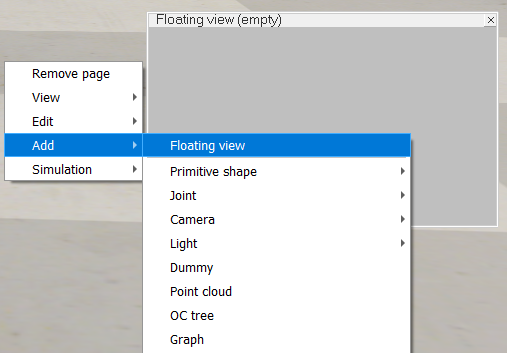 Floating view (empty)
Remove page
View
Edit
Add
Simulation
Floating view
Primitive shape
Joint
Camera
Light
Dummy
Point cloud
OC tree
Graph